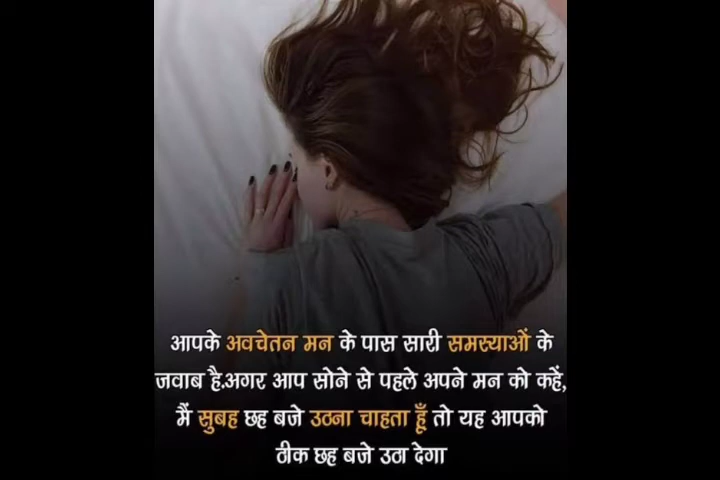 आपके अवचेतन मन के पास सारी समस्याओं के
जवाब है.अगर आप सोने से पहले अपने मन को कहें,
मैं सुबह छह बजे उठना चाहता हूँ तो यह आपको
ठीक छह बजे उठा देगा